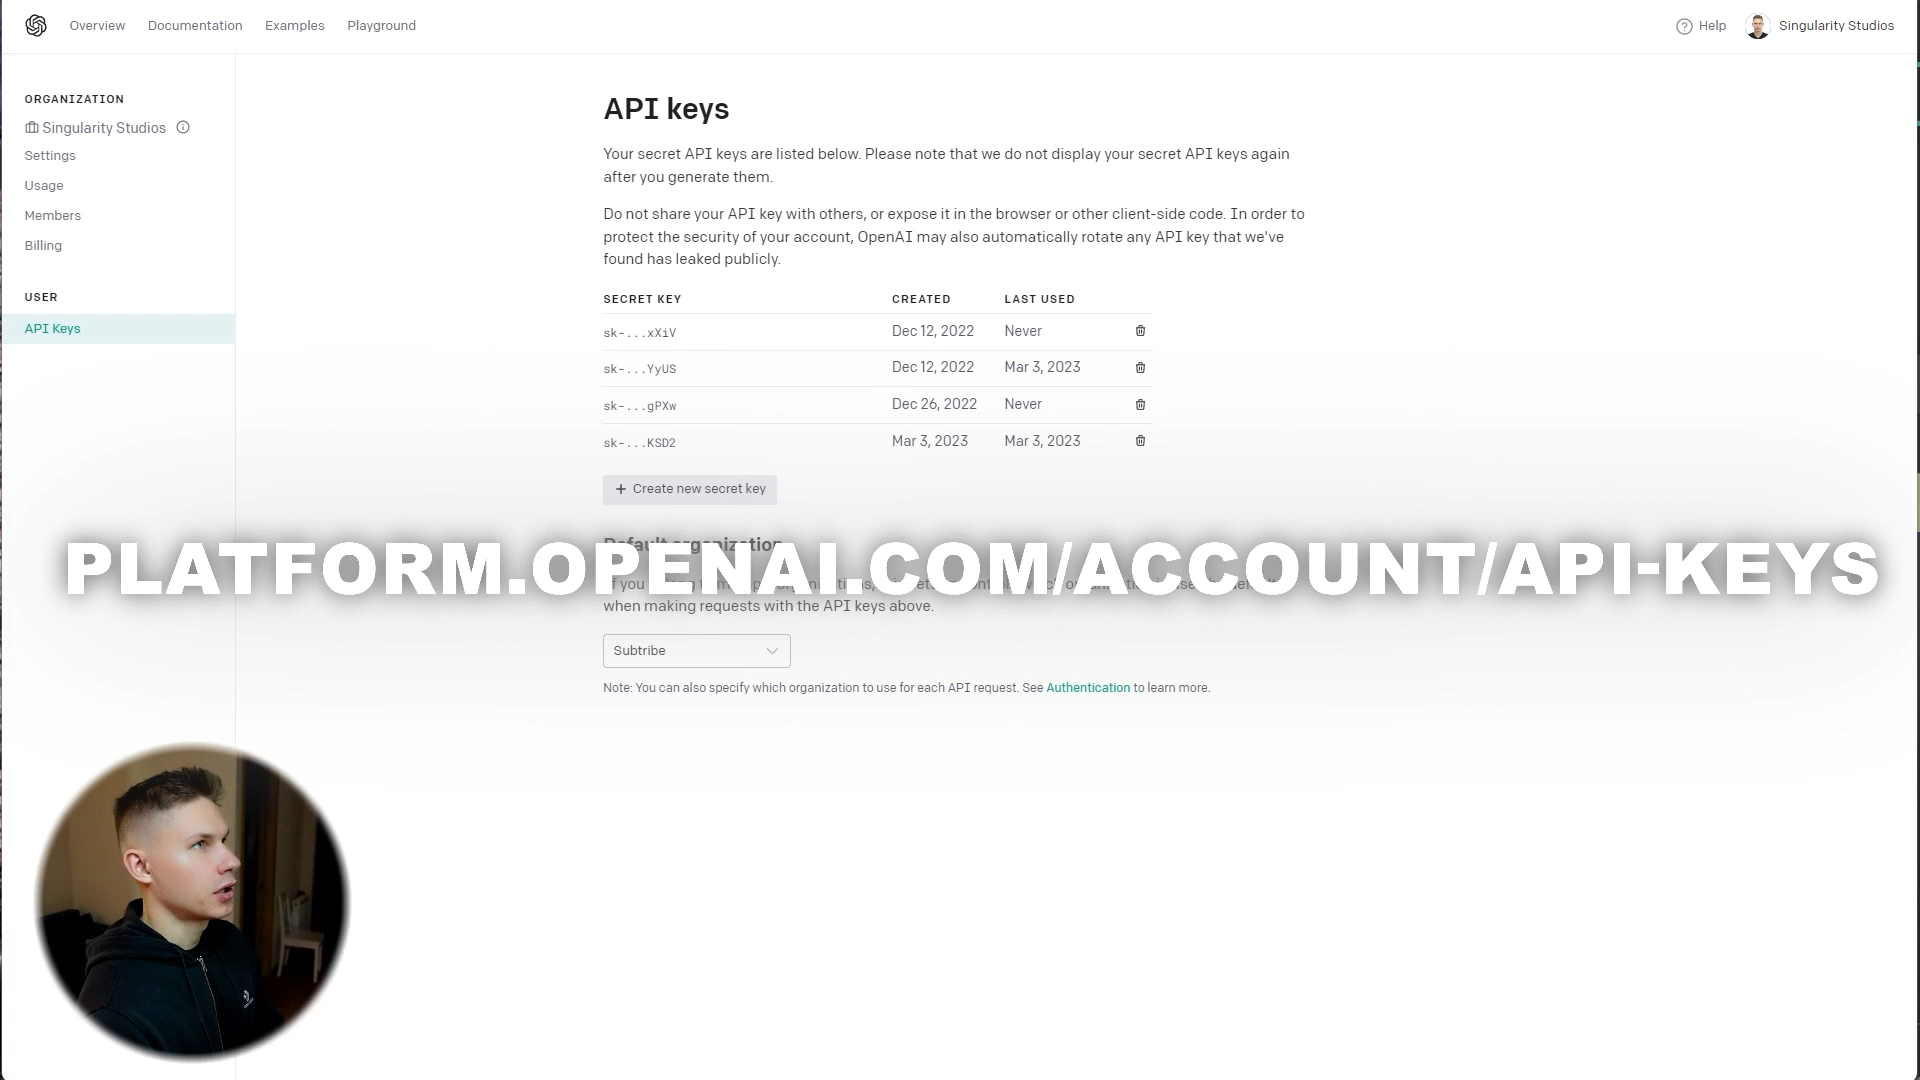 Overview Documentation Examples Playground
Help Singularity Studios
ORGANIZATION
Singularity Studios
Settings
Usage
Members
Billing
USER
API Keys
API keys
Your secret API keys are listed below. Please note that we do not display your secret API keys again
after you generate them.
Do not share your API key with others, or expose it in the browser or other client-side code. In order to
protect the security of your account, OpenAI may also automatically rotate any API key that we've
found has leaked publicly.
SECRET KEY CREATED LAST USED
sk-...xXiV Dec 12, 2022 Never
sk-...YyUS Dec 12, 2022 Mar 3, 2023
sk-...gPXw Dec 26, 2022 Never
sk-...KSD2 Mar 3, 2023 Mar 3, 2023
+ Create new secret key
Default organization
PLATFORM.OPENAI.COM/ACCOUNT/API-KEYS
when making requests with the API keys above.
Subtribe
Note: You can also specify which organization to use for each API request. See Authentication to learn more.